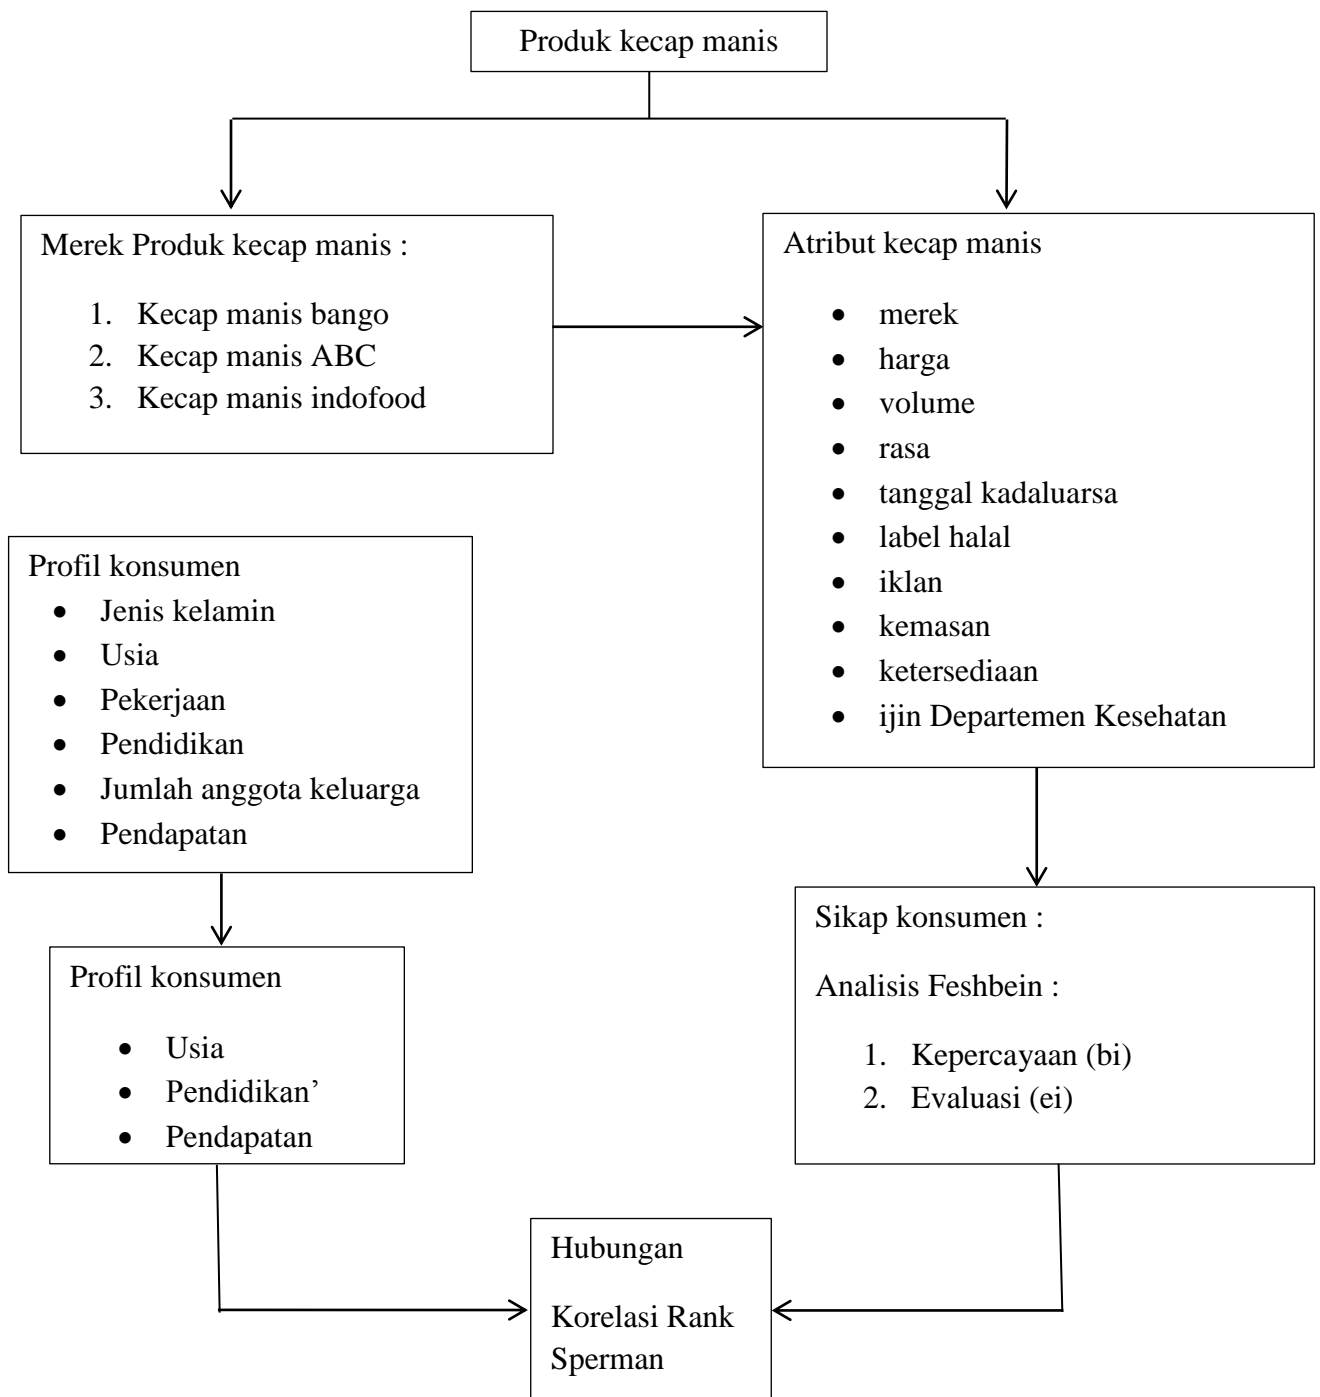 Produk kecap manis
Merek Produk kecap manis :
1. Kecap manis bango
2. Kecap manis ABC
3. Kecap manis indofood
Atribut kecap manis
• merek
• harga
• volume
• rasa
• tanggal kadaluarsa
• label halal
• iklan
• kemasan
• ketersediaan
• ijin Departemen Kesehatan
Profil konsumen
• Jenis kelamin
• Usia
• Pekerjaan
• Pendidikan
• Jumlah anggota keluarga
• Pendapatan
Profil konsumen
• Usia
• Pendidikan’
• Pendapatan
Sikap konsumen :
Analisis Feshbein :
1. Kepercayaan (bi)
2. Evaluasi (ei)
Hubungan
Korelasi Rank
Sperman